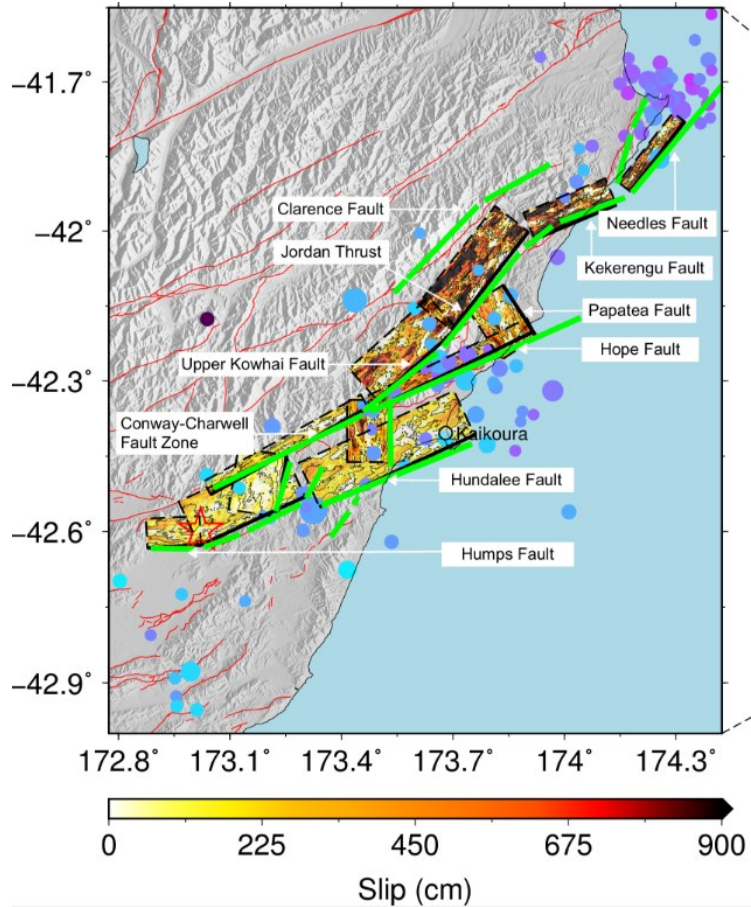 −41.7°
−42°
−42.3°
−42.6°
−42.9°
Clarence Fault
Jordan Thrust
Needles Fault
Kekerengu Fault
Papatea Fault
Hope Fault
Upper Kowhai Fault
Conway-Charwell
Fault Zone
Kaikoura
Hundalee Fault
Humps Fault
172.8° 173.1° 173.4° 173.7° 174° 174.3°
0 225 450 675 900
Slip (cm)